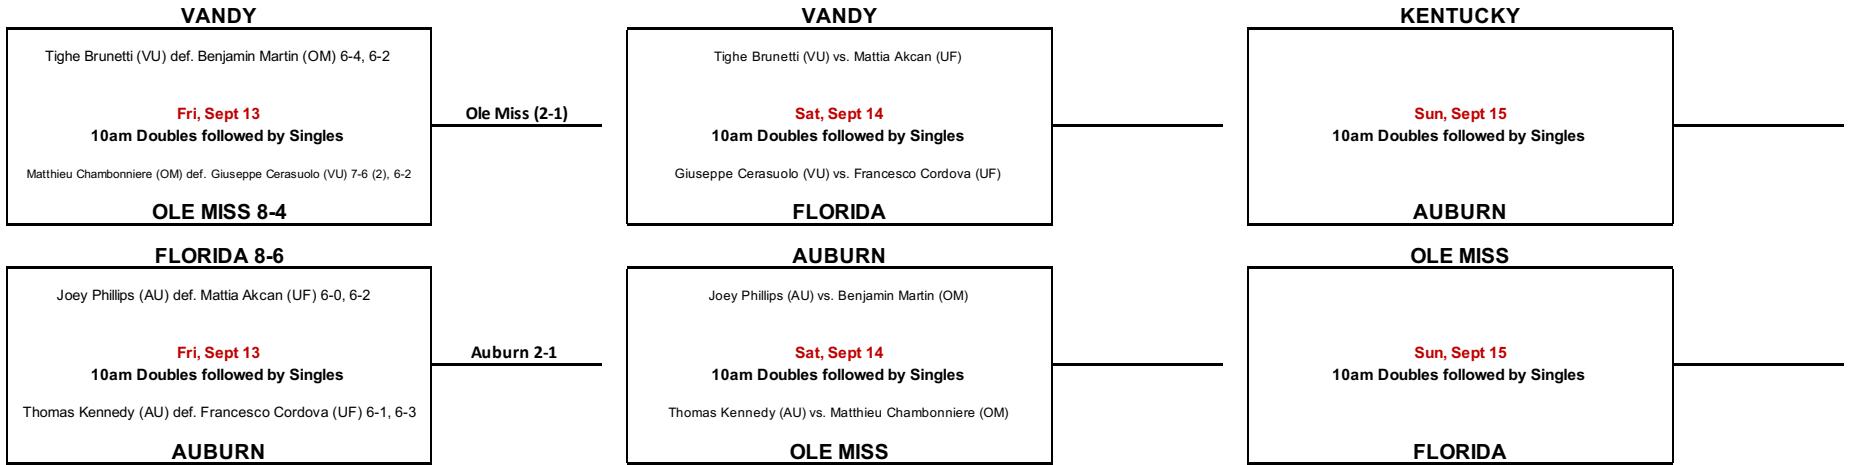 VANDY
Tighe Brunetti (VU) def. Benjamin Martin (OM) 6-4, 6-2
Fri, Sept 13
10am Doubles followed by Singles
Matthieu Chambonniere (OM) def. Giuseppe Cerasuolo (VU) 7-6 (2), 6-2
OLE MISS 8-4
Ole Miss (2-1)
VANDY
Tighe Brunetti (VU) vs. Mattia Akcan (UF)
Sat, Sept 14
10am Doubles followed by Singles
Giuseppe Cerasuolo (VU) vs. Francesco Cordova (UF)
FLORIDA
KENTUCKY
Sun, Sept 15
10am Doubles followed by Singles
AUBURN
FLORIDA 8-6
Joey Phillips (AU) def. Mattia Akcan (UF) 6-0, 6-2
Fri, Sept 13
10am Doubles followed by Singles
Thomas Kennedy (AU) def. Francesco Cordova (UF) 6-1, 6-3
AUBURN
Auburn 2-1
AUBURN
Joey Phillips (AU) vs. Benjamin Martin (OM)
Sat, Sept 14
10am Doubles followed by Singles
Thomas Kennedy (AU) vs. Matthieu Chambonniere (OM)
OLE MISS
OLE MISS
Sun, Sept 15
10am Doubles followed by Singles
FLORIDA